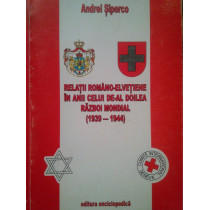 Andrei Şiperco
RELAŢII ROMÂNO-ELVEŢIENE
ÎN ANII CELUI DE-AL DOILEA
RĂZBOI MONDIAL
(1939 — 1944)
editura enciclopedică